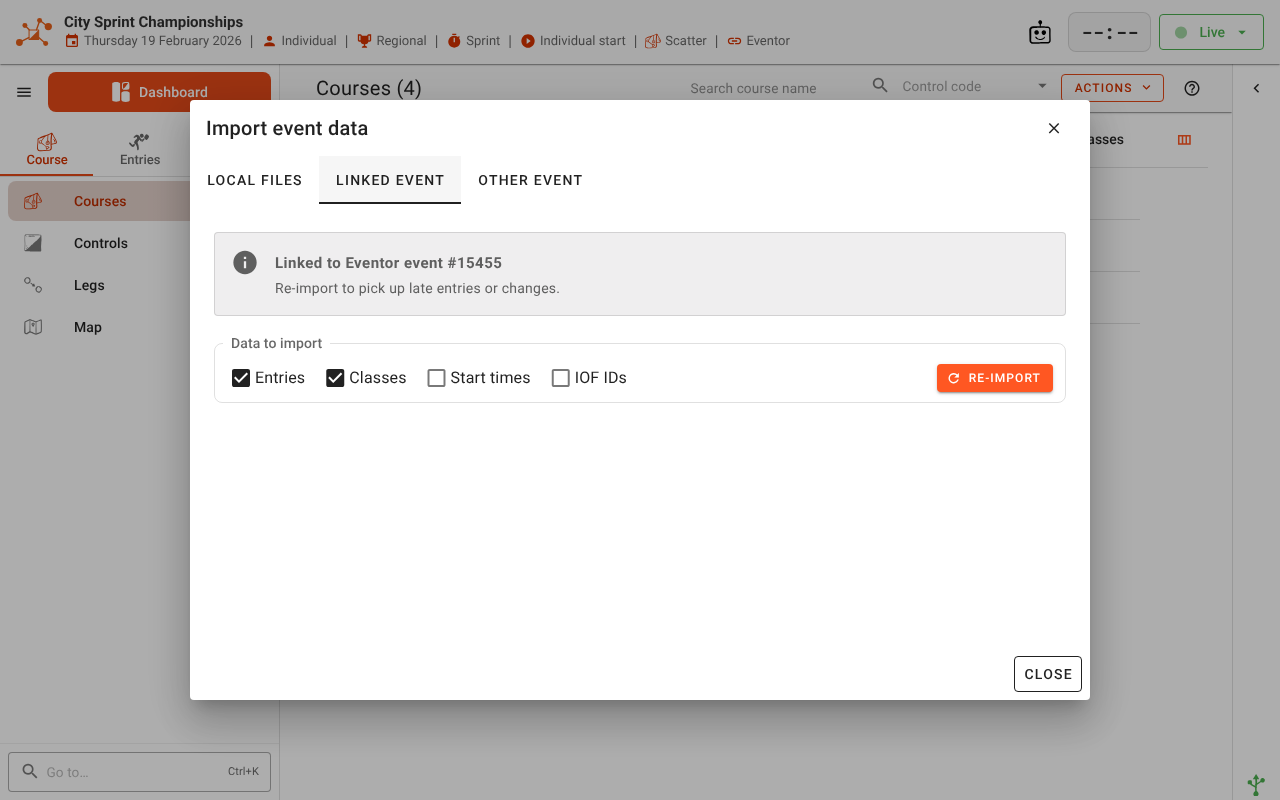 City Sprint Championships
Thursday 19 February 2026 | Individual | Regional | Sprint | Individual start | Scatter | Eventor
--:--
Live
Dashboard
Courses (4)
Search course name
Control code
ACTIONS
Course
Entries
Courses
Controls
Legs
Map
Go to...
Ctrl+K
Import event data
LOCAL FILES
LINKED EVENT
OTHER EVENT
Linked to Eventor event #15455
Re-import to pick up late entries or changes.
Data to import
Entries
Classes
Start times
IOF IDs
RE-IMPORT
CLOSE